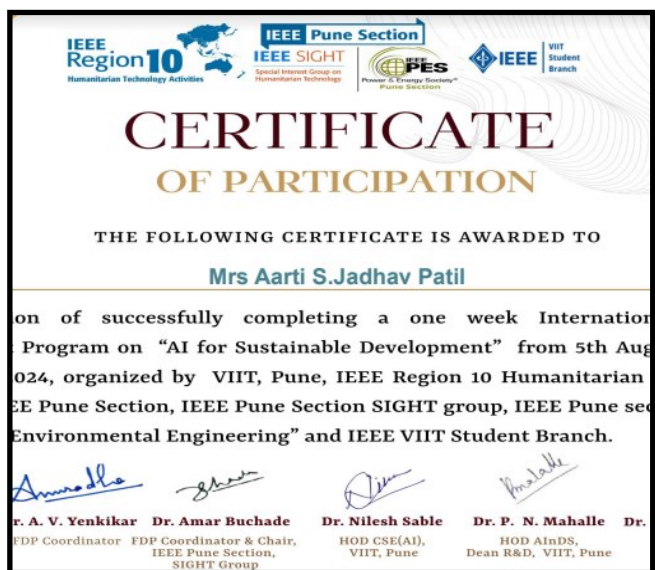 IEEE
Region 10
Humanitarian Technology Activities
IEEE Pune Section
IEEE SIGHT
Special Interest Group on
Humanitarian Technology
IEEE
PES
Power & Energy Society®
Pune Section
IEEE
VIIT
Student
Branch
CERTIFICATE
OF PARTICIPATION
THE FOLLOWING CERTIFICATE IS AWARDED TO
Mrs Aarti S.Jadhav Patil
on of successfully completing a one week Internation
Program on “AI for Sustainable Development” from 5th Aug
024, organized by VIIT, Pune, IEEE Region 10 Humanitarian
EE Pune Section, IEEE Pune Section SIGHT group, IEEE Pune sec
Environmental Engineering” and IEEE VIIT Student Branch.
Anuradha
r. A. V. Yenkikar Dr. Amar Buchade Dr. Nilesh Sable Dr. P. N. Mahalle Dr.
FDP Coordinator FDP Coordinator & Chair, HOD CSE(AI), HOD AInDS,
IEEE Pune Section, VIIT, Pune Dean R&D, VIIT, Pune
SIGHT Group